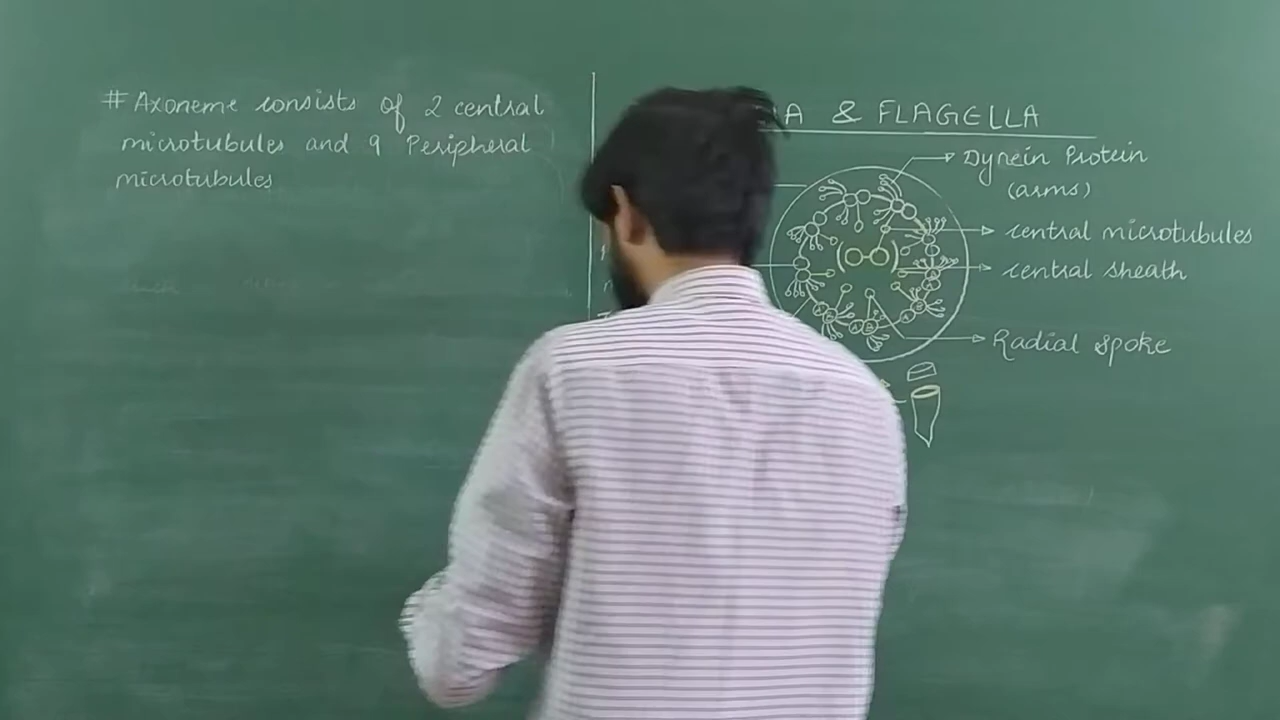 # Axoneme consists of 2 central
microtubules and 9 Peripheral
microtubules
A & FLAGELLA
Dynein Protein
(arms)
central microtubules
central sheath
Radial spoke